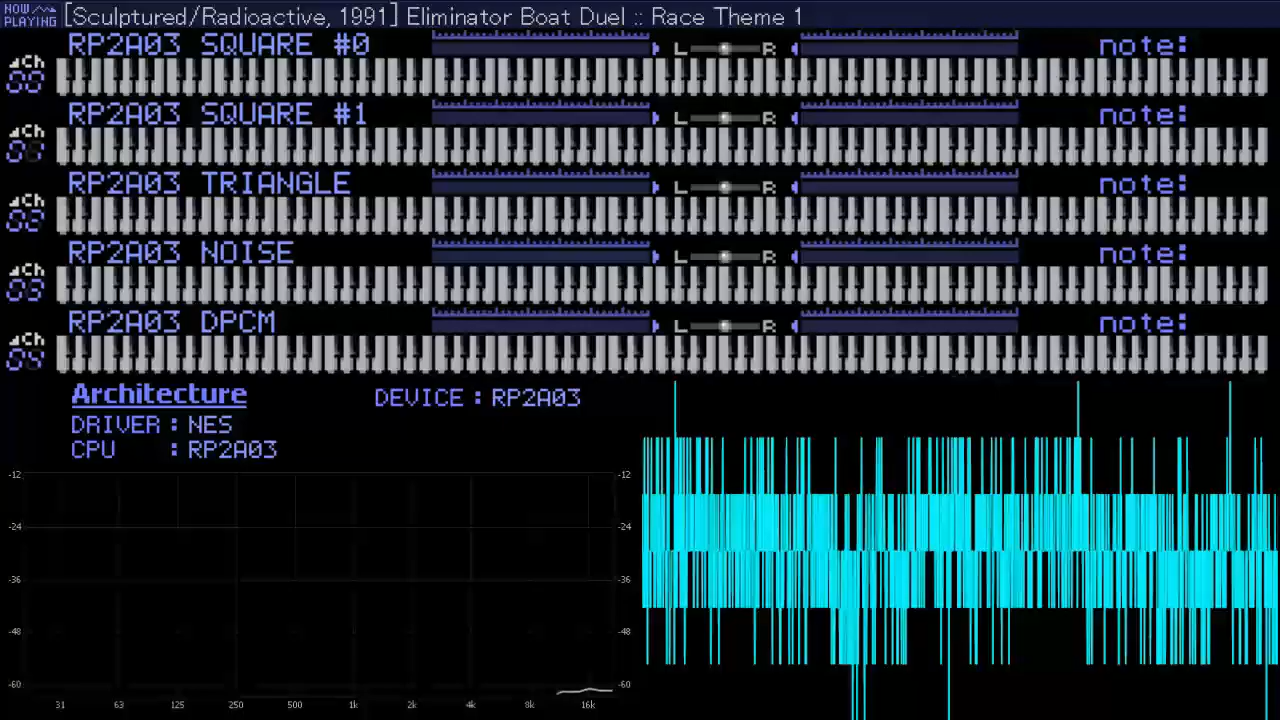 NOW PLAYING [Sculptured/Radioactive, 1991] Eliminator Boat Duel :: Race Theme 1
RP2A03 SQUARE #0 L R note:
Ch 00
RP2A03 SQUARE #1 L R note:
Ch 01
RP2A03 TRIANGLE L R note:
Ch 02
RP2A03 NOISE L R note:
Ch 03
RP2A03 DPCM L R note:
Ch 04
Architecture DEVICE : RP2A03
DRIVER : NES
CPU : RP2A03
-12 -12
-24 -24
-36 -36
-48 -48
-60 -60
31 63 125 250 500 1k 2k 4k 8k 16k